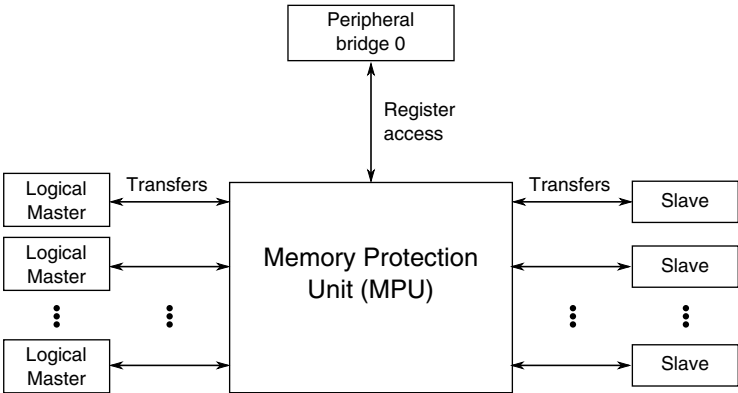 Peripheral
bridge 0
Register
access
Logical
Master
Transfers
Transfers
Slave
Logical
Master
Memory Protection
Unit (MPU)
Slave
Logical
Master
Slave